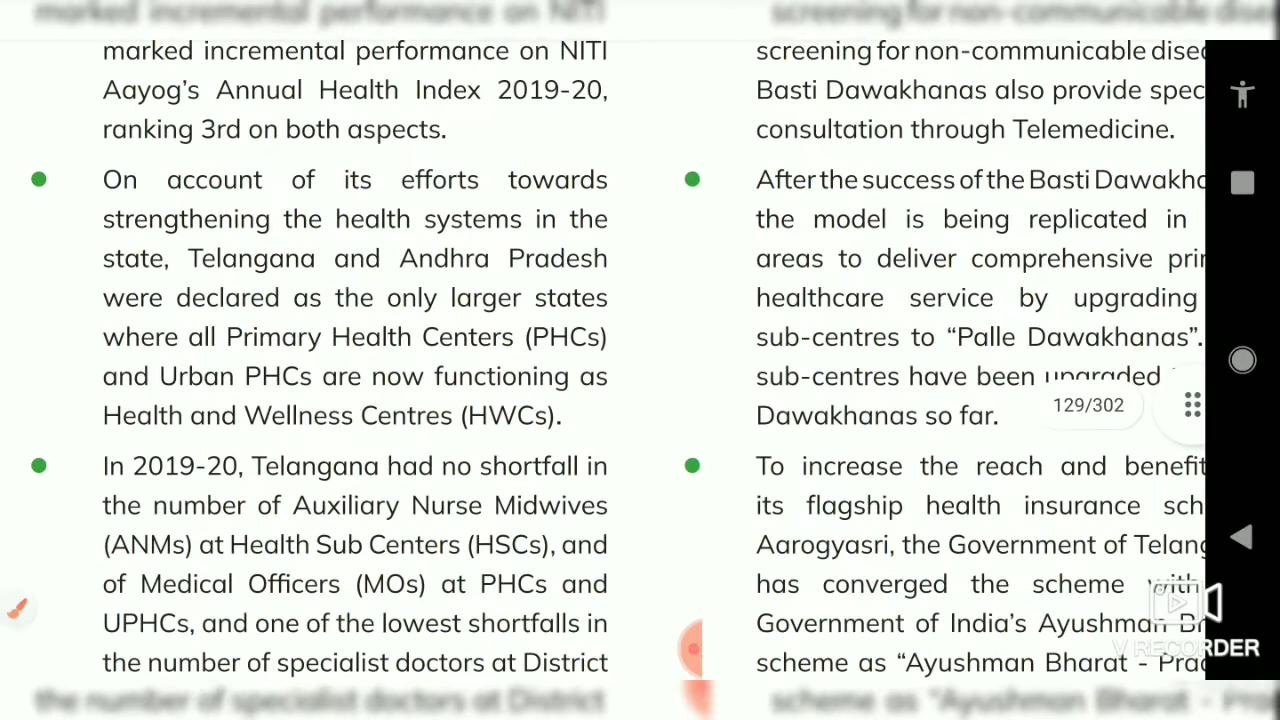 marked incremental performance on NITI
Aayog's Annual Health Index 2019-20,
ranking 3rd on both aspects.
On account of its efforts towards
strengthening the health systems in the
state, Telangana and Andhra Pradesh
were declared as the only larger states
where all Primary Health Centers (PHCs)
and Urban PHCs are now functioning as
Health and Wellness Centres (HWCs).
In 2019-20, Telangana had no shortfall in
the number of Auxiliary Nurse Midwives
(ANMs) at Health Sub Centers (HSCs), and
of Medical Officers (MOs) at PHCs and
UPHCs, and one of the lowest shortfalls in
the number of specialist doctors at District
screening for non-communicable
Basti Dawakhanas also provide
consultation through Telemedicine.
After the success of the Basti
the model is being replicated in
areas to deliver comprehensive
healthcare service by upgrading
sub-centres to “Palle Dawakhanas”.
sub-centres have been upgraded
Dawakhanas so far.
To increase the reach and
its flagship health insurance
Aarogyasri, the Government of
has converged the scheme with
Government of India's Ayushman
scheme as “Ayushman Bharat -
129/302
V RECORDER